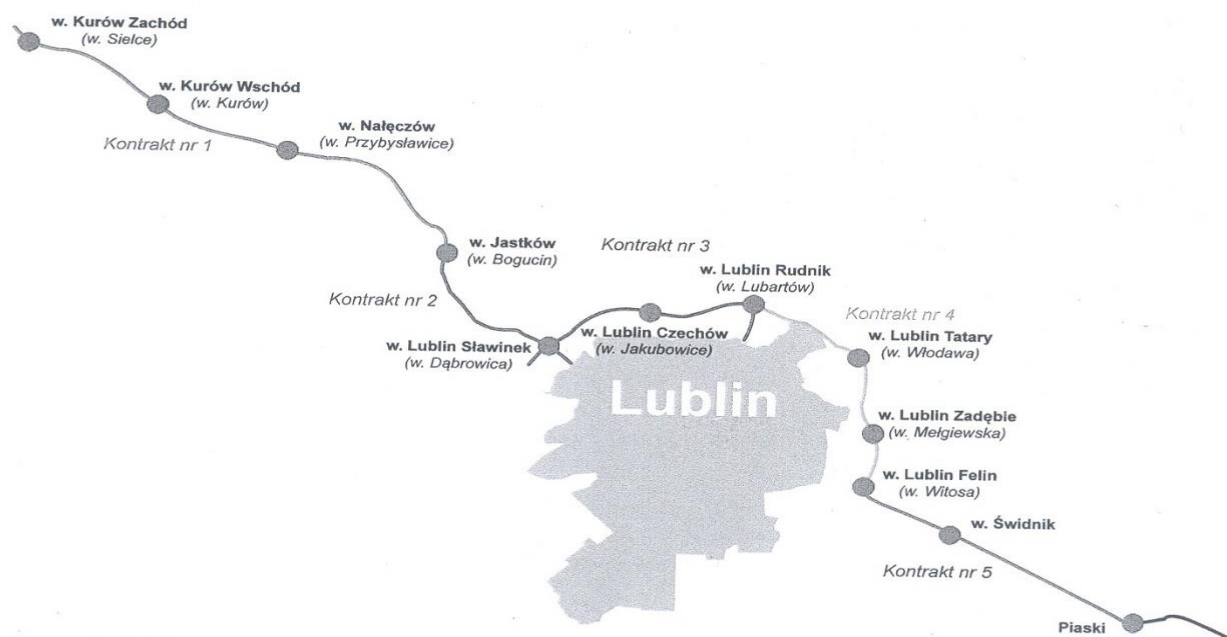 w. Kurów Zachód
(w. Sielce)
w. Kurów Wschód
(w. Kurów)
Kontrakt nr 1
w. Nałęczów
(w. Przybysławice)
w. Jastków
(w. Bogucin)
Kontrakt nr 2
Kontrakt nr 3
w. Lublin Rudnik
(w. Lubartów)
Kontrakt nr 4
w. Lublin Sławinek
(w. Dąbrowica)
w. Lublin Czechów
(w. Jakubowice)
w. Lublin Tatary
(w. Włodawa)
Lublin
w. Lublin Zadębie
(w. Mełgiewska)
w. Lublin Felin
(w. Witosa)
w. Świdnik
Kontrakt nr 5
Piaski